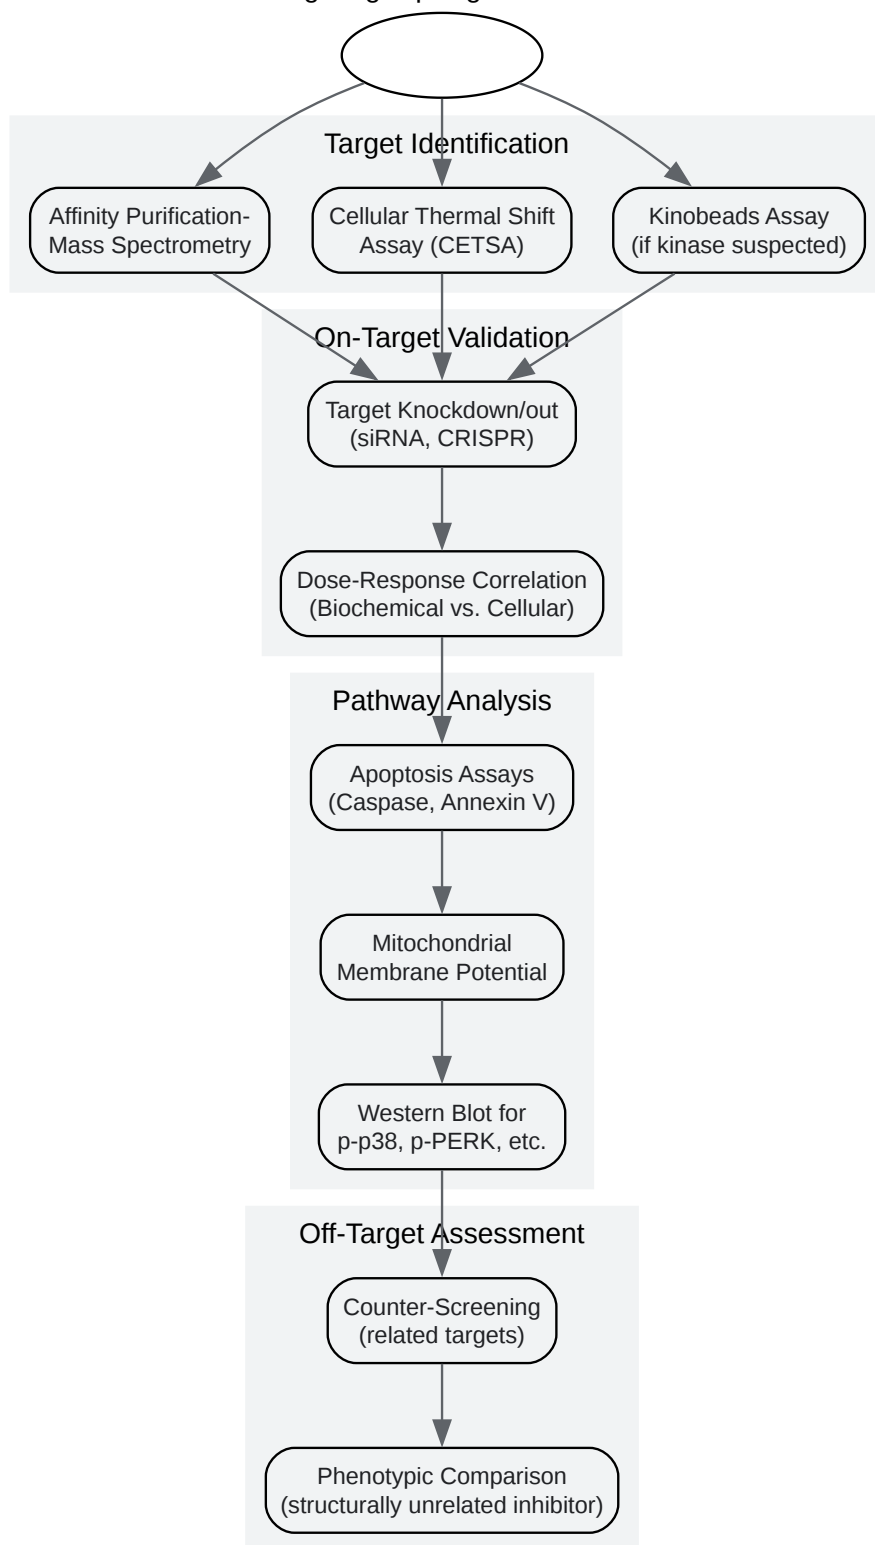 Target Identification
Affinity Purification-
Mass Spectrometry
Cellular Thermal Shift
Assay (CETSA)
Kinobeads Assay
(if kinase suspected)
On-Target Validation
Target Knockdown/out
(siRNA, CRISPR)
Dose-Response Correlation
(Biochemical vs. Cellular)
Pathway Analysis
Apoptosis Assays
(Caspase, Annexin V)
Mitochondrial
Membrane Potential
Western Blot for
p-p38, p-PERK, etc.
Off-Target Assessment
Counter-Screening
(related targets)
Phenotypic Comparison
(structurally unrelated inhibitor)